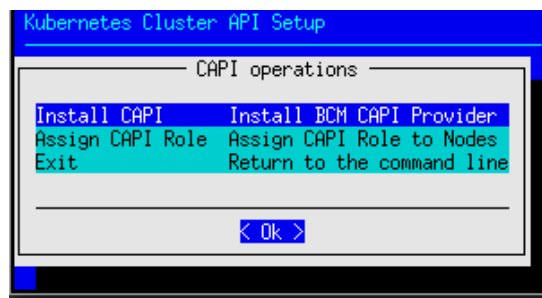 Kubernetes Cluster API Setup
CAPI operations
Install CAPI Install BCM CAPI Provider
Assign CAPI Role Assign CAPI Role to Nodes
Exit Return to the command line
< Ok >